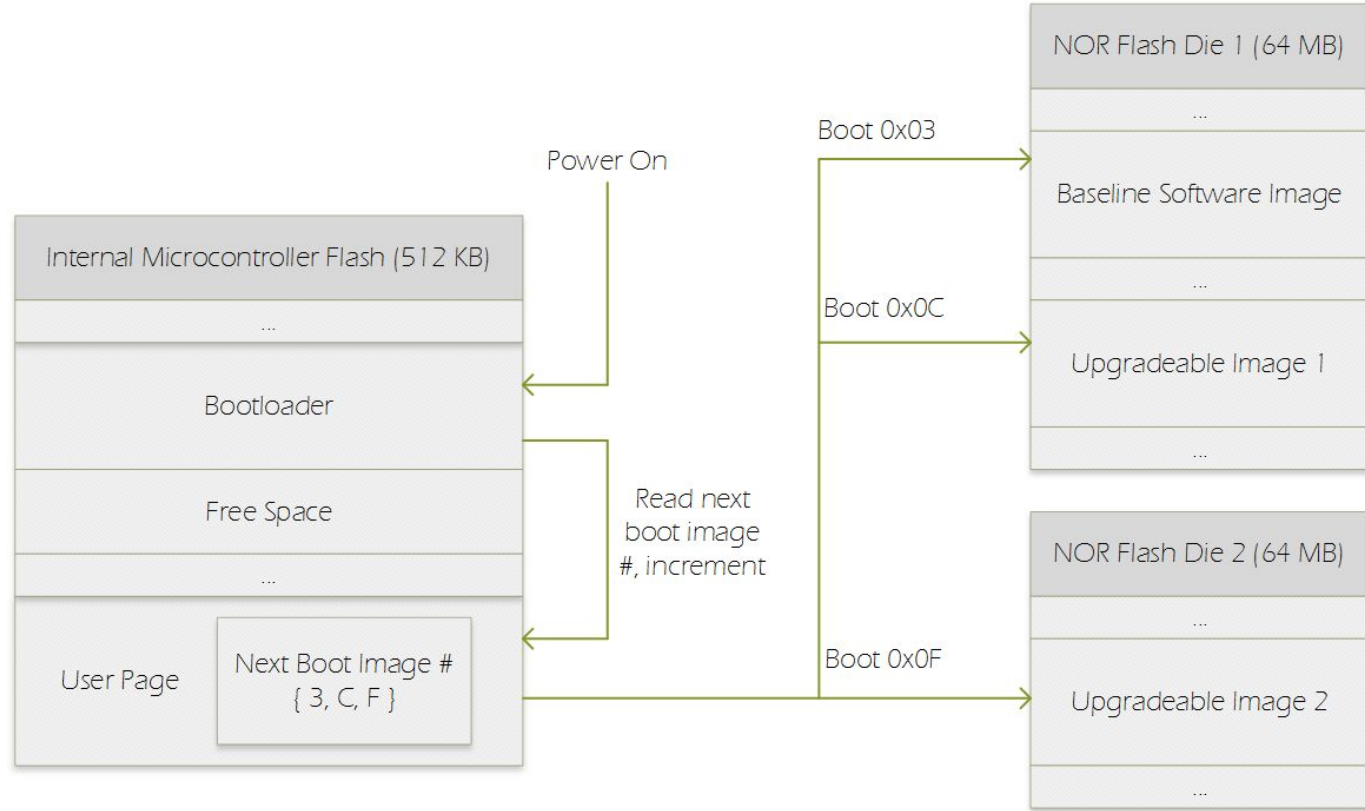 Power On
Internal Microcontroller Flash (512 KB)
...
Bootloader
Free Space
...
User Page
Next Boot Image #
{ 3, C, F }
Read next
boot image
#, increment
Boot 0x03
Boot 0x0C
Boot 0x0F
NOR Flash Die 1 (64 MB)
...
Baseline Software Image
...
Upgradeable Image 1
...
NOR Flash Die 2 (64 MB)
...
Upgradeable Image 2
...